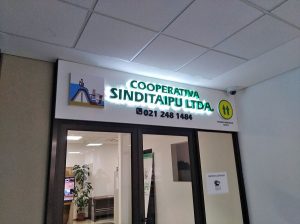 COOPERATIVA
SINDITAIPU LTDA.
021 248 1484